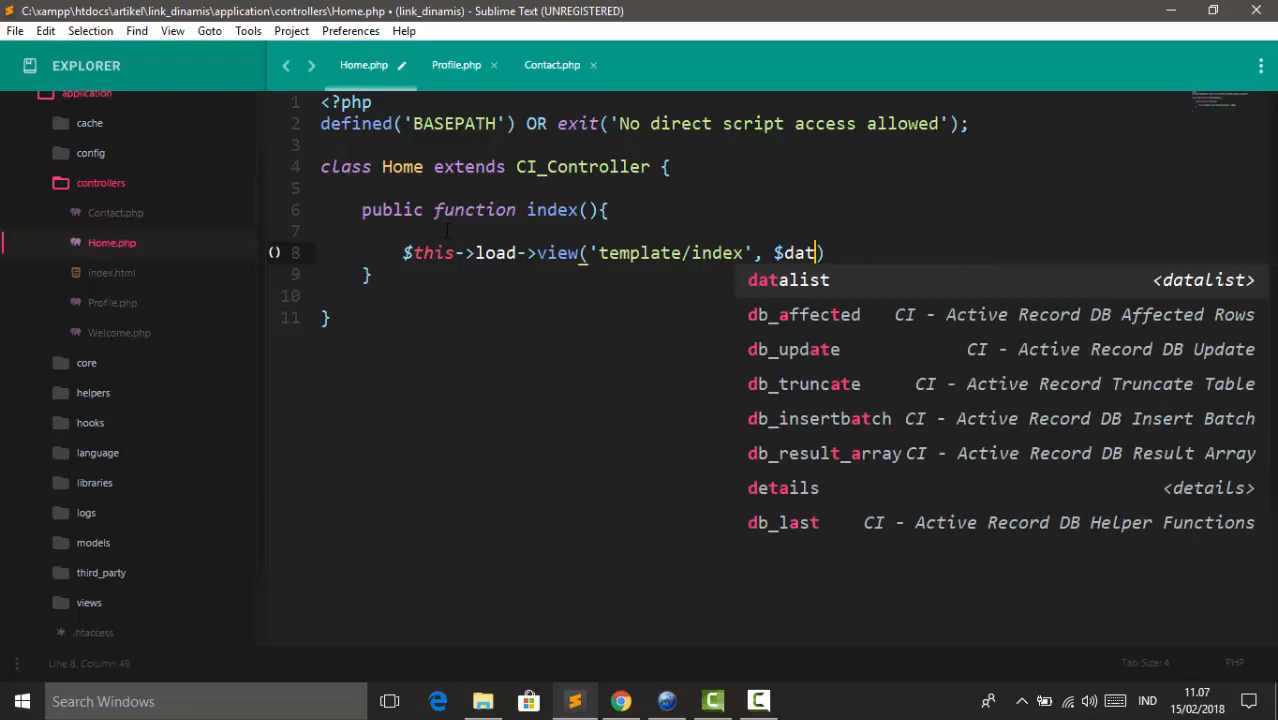 C:\xampp\htdocs\artikel\link_dinamis\application\controllers\Home.php • (link_dinamis) - Sublime Text (UNREGISTERED)
File Edit Selection Find View Goto Tools Project Preferences Help
EXPLORER
Home.php Profile.php × Contact.php ×
application
cache
config
controllers
Contact.php
Home.php
index.html
Profile.php
Welcome.php
core
helpers
hooks
language
libraries
logs
models
third_party
views
.htaccess
1 <?php
2 defined('BASEPATH') OR exit('No direct script access allowed');
3
4 class Home extends CI_Controller {
5
6 public function index(){
7
() 8 $this->load->view('template/index', $dat)
9 }
10
11 }
datalist <datalist>
db_affected CI - Active Record DB Affected Rows
db_update CI - Active Record DB Update
db_truncate CI - Active Record Truncate Table
db_insertbatch CI - Active Record DB Insert Batch
db_result_array CI - Active Record DB Result Array
details <details>
db_last CI - Active Record DB Helper Functions
Line 8, Column 49 Tab Size: 4 PHP
Search Windows
IND
11.07
15/02/2018